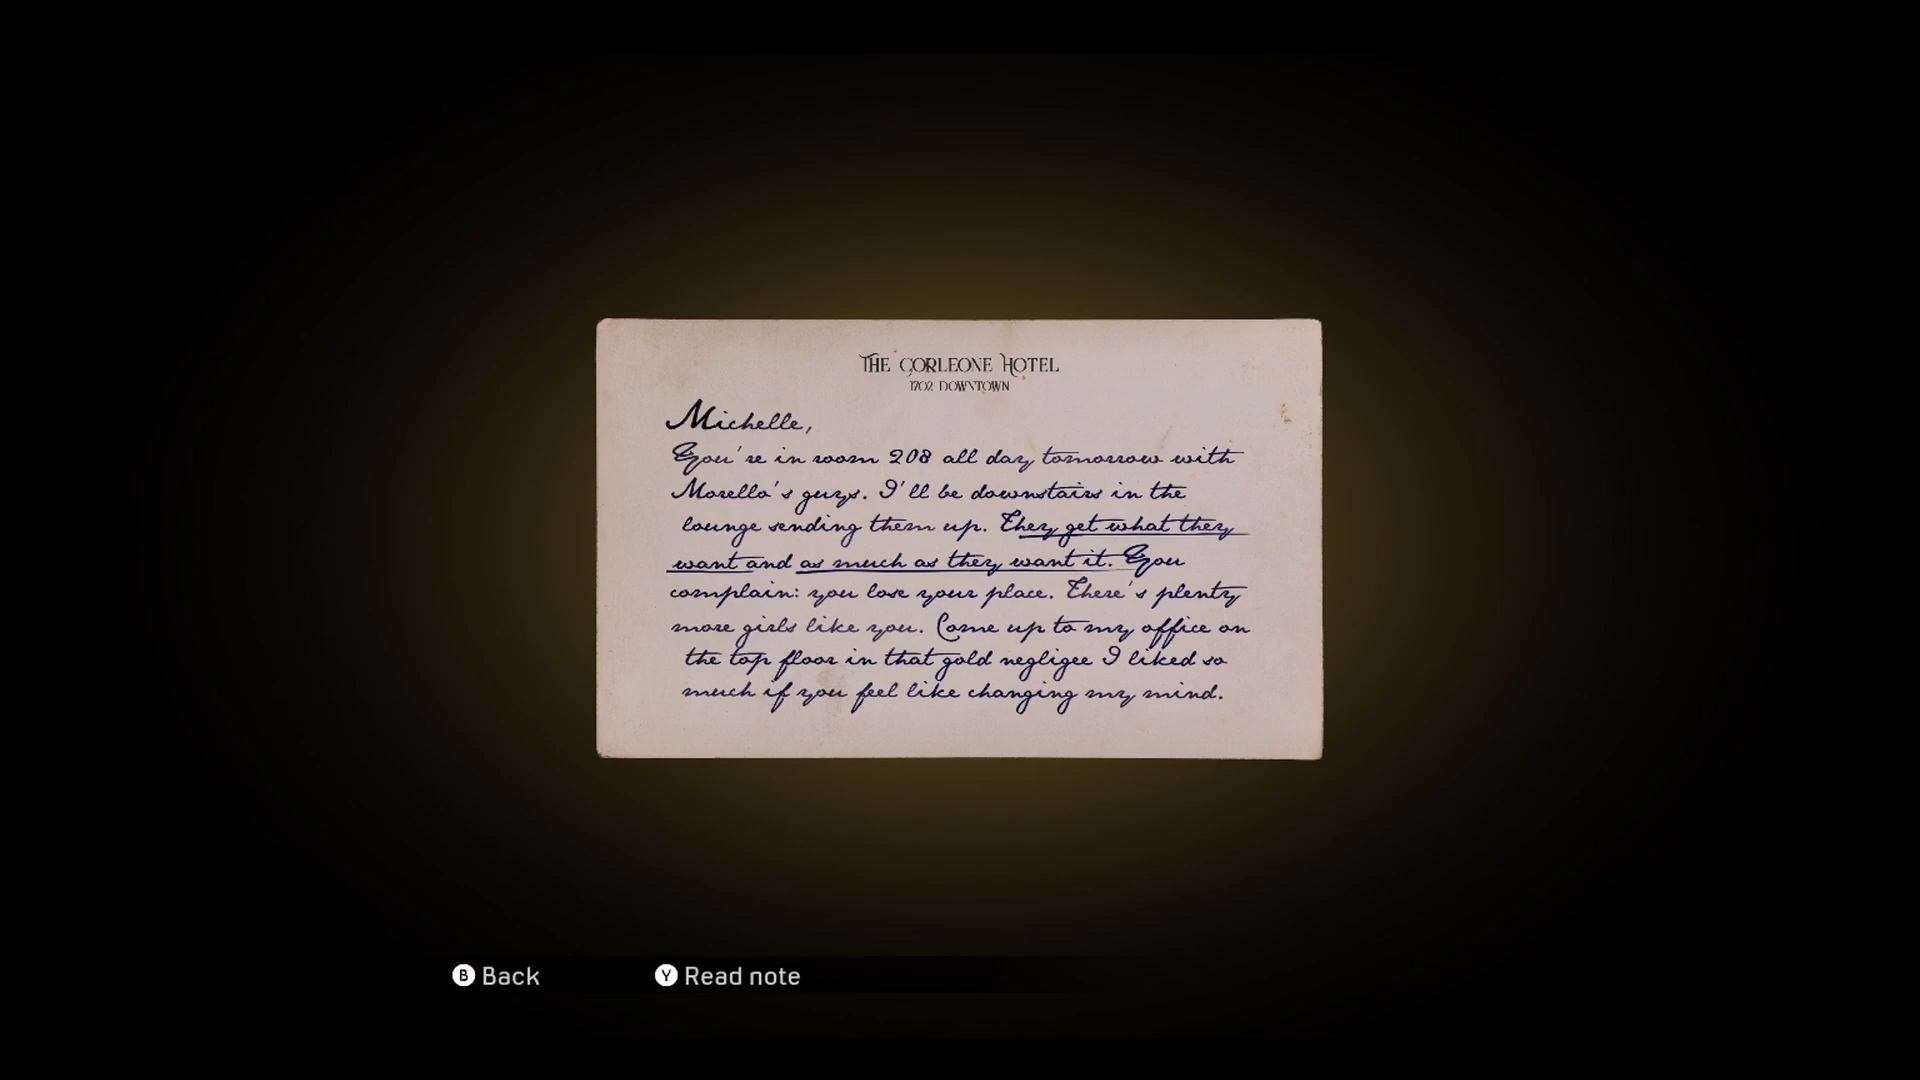 THE CORLEONE HOTEL
1702 DOWNTOWN
Michelle,
You're in room 208 all day tomorrow with
Morello's guys. I'll be downstairs in the
lounge sending them up. They get what they
want and as much as they want it. You
complain: you lose your place. There's plenty
more girls like you. Come up to my office on
the top floor in that gold negligee I liked so
much if you feel like changing my mind.
B Back
Y Read note